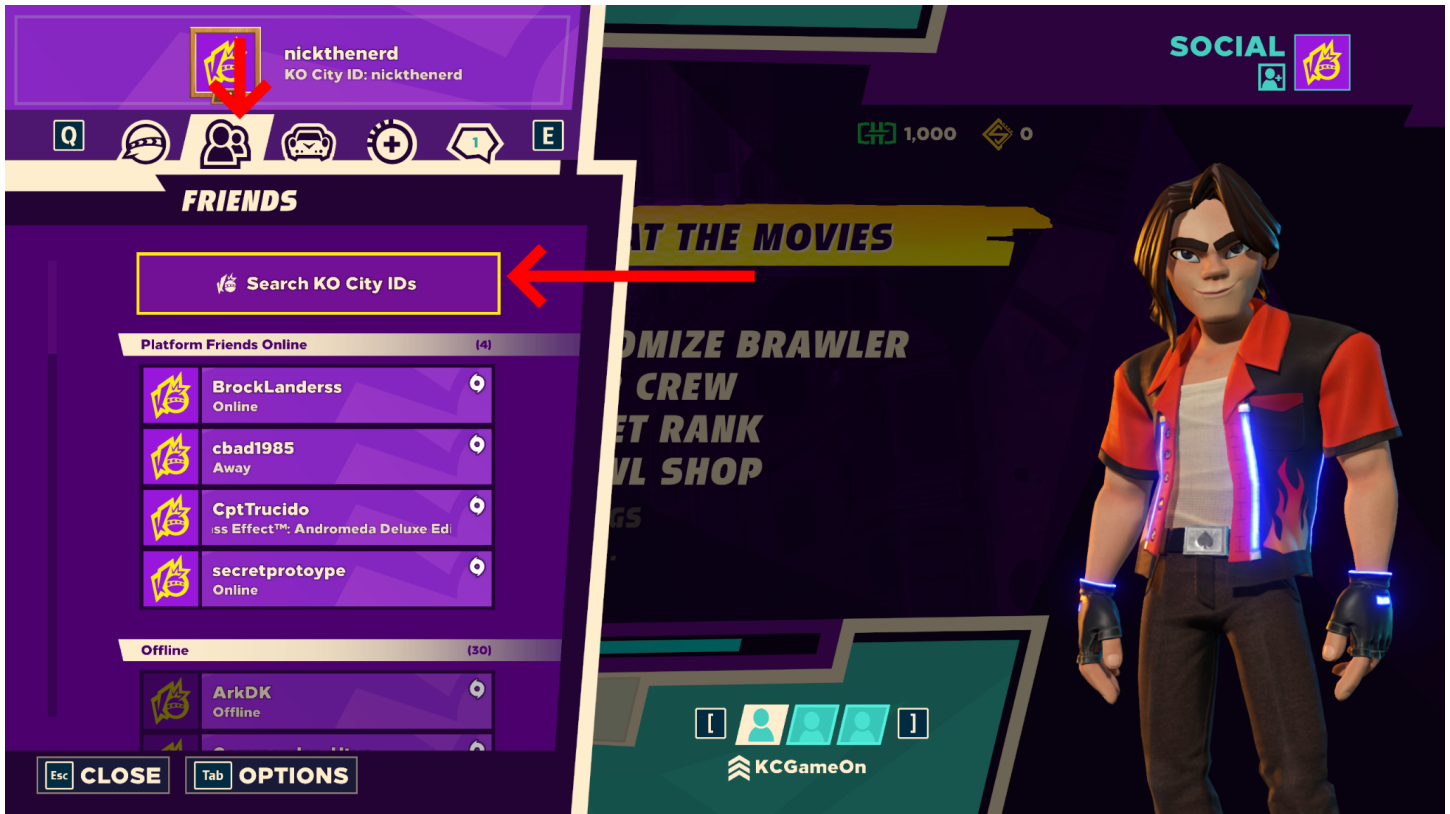 nickthenerd
KO City ID: nickthenerd
SOCIAL
Q
1
E
1,000
0
FRIENDS
AT THE MOVIES
Search KO City IDs
Platform Friends Online (4)
BrockLanderss
Online
cbad1985
Away
CptTrucido
ss Effect™: Andromeda Deluxe Edi
secretprotoype
Online
OMIZE BRAWLER
CREW
ET RANK
WL SHOP
GS
Offline (30)
ArkDK
Offline
[ ]
KCGameOn
Esc CLOSE
Tab OPTIONS